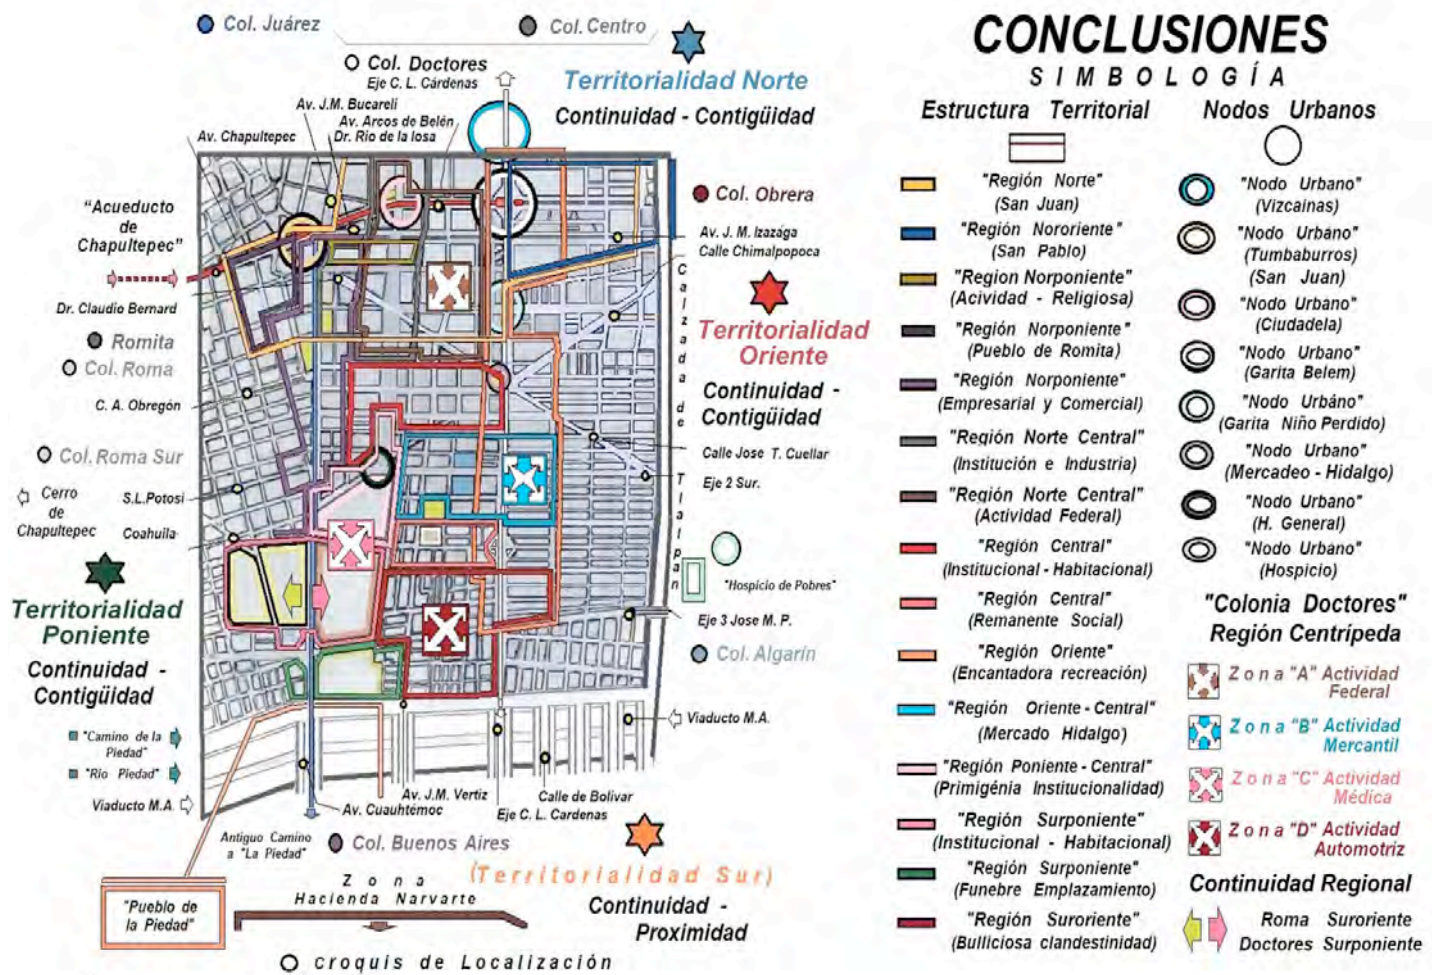 Col. Juárez
Col. Centro
Col. Doctores
Eje C. L. Cárdenas
Av. J.M. Bucareli
Av. Arcos de Belén
Dr. Río de la losa
Av. Chapultepec
Territorialidad Norte
Continuidad - Contigüidad
"Acueducto
de
Chapultepec"
Dr. Claudio Bernard
Romita
Col. Roma
C. A. Obregón
Col. Roma Sur
Cerro
de
Chapultepec
S.L.Potosí
Coahuila
Territorialidad
Poniente
Continuidad -
Contigüidad
"Camino de la
Piedad"
"Río Piedad"
Viaducto M.A.
Col. Obrera
Av. J. M. Izazága
Calle Chimalpopoca
Calzada de Tlalpan
Territorialidad
Oriente
Continuidad -
Contigüidad
Calle Jose T. Cuellar
Eje 2 Sur.
"Hospicio de Pobres"
Eje 3 Jose M. P.
Col. Algarín
Viaducto M.A.
Av. J.M. Vertiz
Calle de Bolivar
Av. Cuauhtémoc
Eje C. L. Cardenas
Antiguo Camino
a "La Piedad"
Col. Buenos Aires
(Territorialidad Sur)
Continuidad -
Proximidad
Zona
Hacienda Narvarte
"Pueblo de
la Piedad"
croquis de Localización
CONCLUSIONES
SIMBOLOGÍA
Estructura Territorial
"Región Norte"
(San Juan)
"Región Nororiente"
(San Pablo)
"Region Norponiente"
(Acividad - Religiosa)
"Región Norponiente"
(Pueblo de Romita)
"Región Norponiente"
(Empresarial y Comercial)
"Región Norte Central"
(Institución e Industria)
"Región Norte Central"
(Actividad Federal)
"Región Central"
(Institucional - Habitacional)
"Región Central"
(Remanente Social)
"Región Oriente"
(Encantadora recreación)
"Región Oriente - Central"
(Mercado Hidalgo)
"Región Poniente - Central"
(Primigénia Institucionalidad)
"Región Surponiente"
(Institucional - Habitacional)
"Región Surponiente"
(Funebre Emplazamiento)
"Región Suroriente"
(Bulliciosa clandestinidad)
Nodos Urbanos
"Nodo Urbano"
(Vizcainas)
"Nodo Urbáno"
(Tumbaburros)
(San Juan)
"Nodo Urbano"
(Ciudadela)
"Nodo Urbano"
(Garita Belem)
"Nodo Urbáno"
(Garita Niño Perdido)
"Nodo Urbano"
(Mercadeo - Hidalgo)
"Nodo Urbano"
(H. General)
"Nodo Urbano"
(Hospicio)
"Colonia Doctores"
Región Centrípeda
Zona "A" Actividad
Federal
Zona "B" Actividad
Mercantil
Zona "C" Actividad
Médica
Zona "D" Actividad
Automotriz
Continuidad Regional
Roma Suroriente
Doctores Surponiente